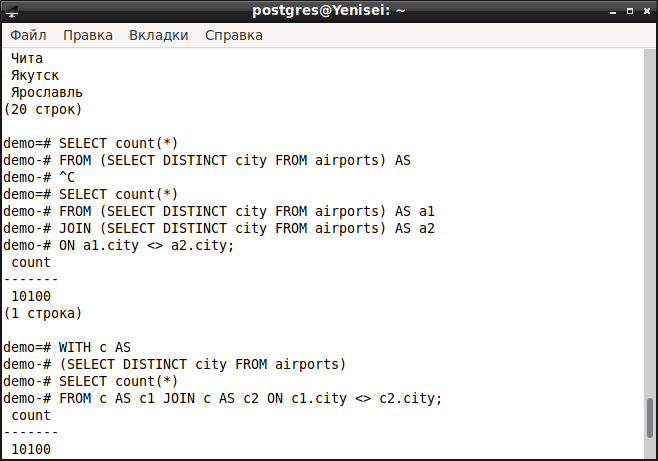 postgres@Yenisei: ~
Файл Правка Вкладки Справка
Чита
Якутск
Ярославль
(20 строк)
demo=# SELECT count(*)
demo-# FROM (SELECT DISTINCT city FROM airports) AS
demo-# ^C
demo=# SELECT count(*)
demo-# FROM (SELECT DISTINCT city FROM airports) AS a1
demo-# JOIN (SELECT DISTINCT city FROM airports) AS a2
demo-# ON a1.city <> a2.city;
count
-------
10100
(1 строка)
demo=# WITH c AS
demo-# (SELECT DISTINCT city FROM airports)
demo-# SELECT count(*)
demo-# FROM c AS c1 JOIN c AS c2 ON c1.city <> c2.city;
count
-------
10100